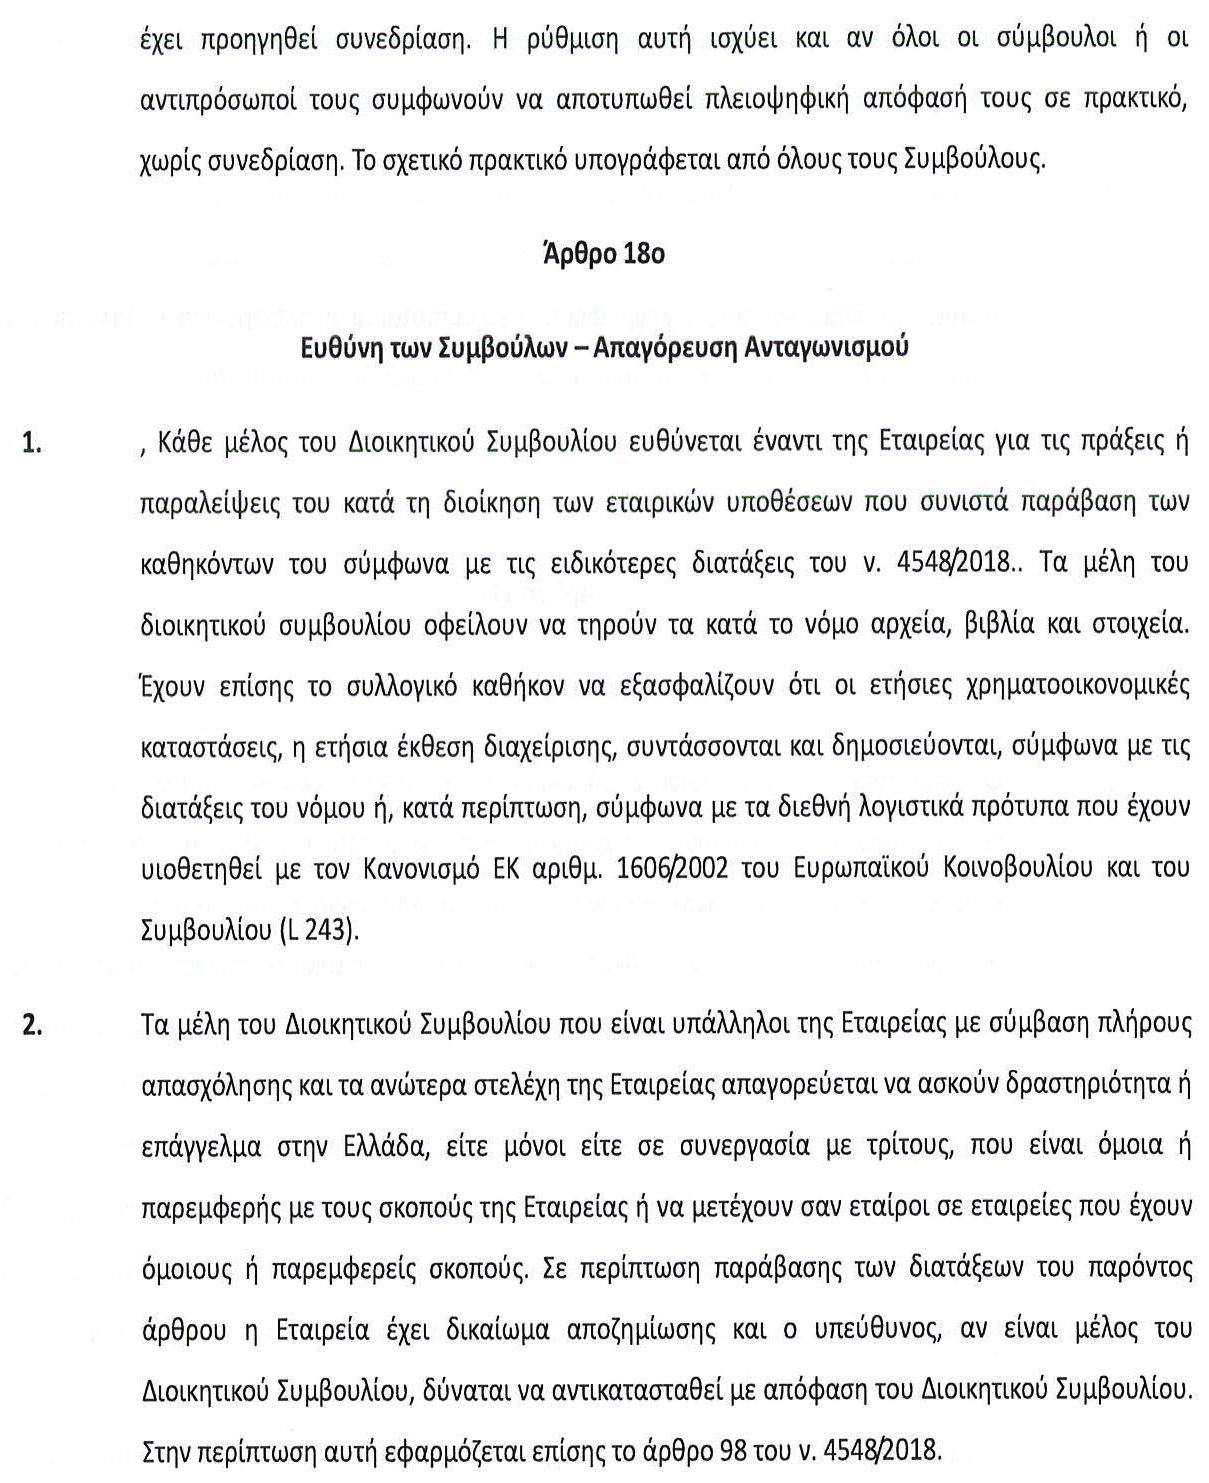 έχει προηγηθεί συνεδρίαση. Η ρύθμιση αυτή ισχύει και αν όλοι οι σύμβουλοι ή οι
αντιπρόσωποί τους συμφωνούν να αποτυπωθεί πλειοψηφική απόφασή τους σε πρακτικό,
χωρίς συνεδρίαση. Το σχετικό πρακτικό υπογράφεται από όλους τους Συμβούλους.
Άρθρο 18ο
Ευθύνη των Συμβούλων – Απαγόρευση Ανταγωνισμού
1. , Κάθε μέλος του Διοικητικού Συμβουλίου ευθύνεται έναντι της Εταιρείας για τις πράξεις ή
παραλείψεις του κατά τη διοίκηση των εταιρικών υποθέσεων που συνιστά παράβαση των
καθηκόντων του σύμφωνα με τις ειδικότερες διατάξεις του ν. 4548/2018.. Τα μέλη του
διοικητικού συμβουλίου οφείλουν να τηρούν τα κατά το νόμο αρχεία, βιβλία και στοιχεία.
Έχουν επίσης το συλλογικό καθήκον να εξασφαλίζουν ότι οι ετήσιες χρηματοοικονομικές
καταστάσεις, η ετήσια έκθεση διαχείρισης, συντάσσονται και δημοσιεύονται, σύμφωνα με τις
διατάξεις του νόμου ή, κατά περίπτωση, σύμφωνα με τα διεθνή λογιστικά πρότυπα που έχουν
υιοθετηθεί με τον Κανονισμό ΕΚ αριθμ. 1606/2002 του Ευρωπαϊκού Κοινοβουλίου και του
Συμβουλίου (L 243).
2. Τα μέλη του Διοικητικού Συμβουλίου που είναι υπάλληλοι της Εταιρείας με σύμβαση πλήρους
απασχόλησης και τα ανώτερα στελέχη της Εταιρείας απαγορεύεται να ασκούν δραστηριότητα ή
επάγγελμα στην Ελλάδα, είτε μόνοι είτε σε συνεργασία με τρίτους, που είναι όμοια ή
παρεμφερής με τους σκοπούς της Εταιρείας ή να μετέχουν σαν εταίροι σε εταιρείες που έχουν
όμοιους ή παρεμφερείς σκοπούς. Σε περίπτωση παράβασης των διατάξεων του παρόντος
άρθρου η Εταιρεία έχει δικαίωμα αποζημίωσης και ο υπεύθυνος, αν είναι μέλος του
Διοικητικού Συμβουλίου, δύναται να αντικατασταθεί με απόφαση του Διοικητικού Συμβουλίου.
Στην περίπτωση αυτή εφαρμόζεται επίσης το άρθρο 98 του ν. 4548/2018.